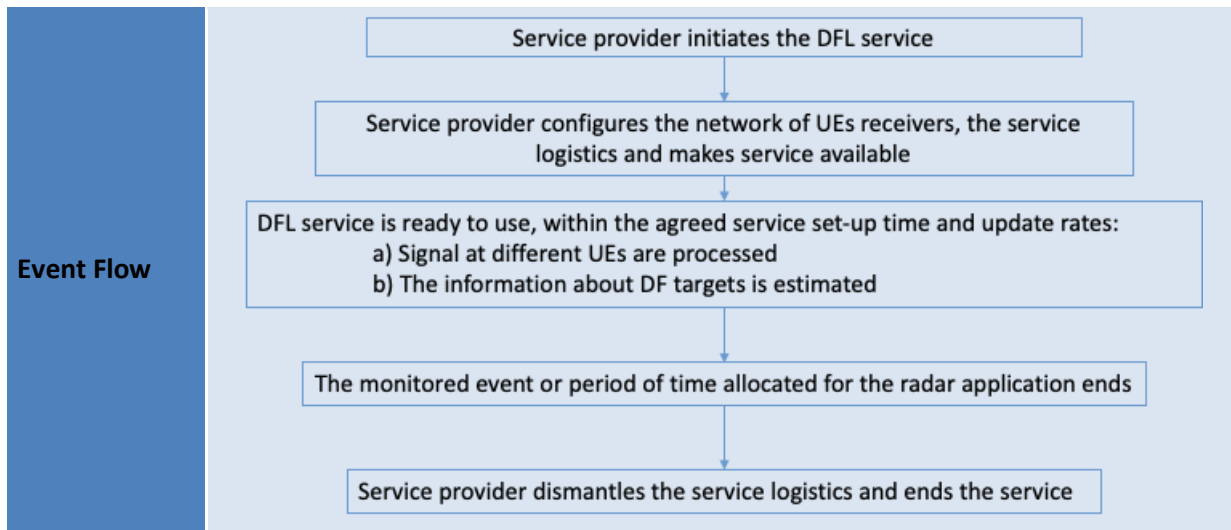 Event Flow
Service provider initiates the DFL service
Service provider configures the network of UEs receivers, the service
logistics and makes service available
DFL service is ready to use, within the agreed service set-up time and update rates:
a) Signal at different UEs are processed
b) The information about DF targets is estimated
The monitored event or period of time allocated for the radar application ends
Service provider dismantles the service logistics and ends the service